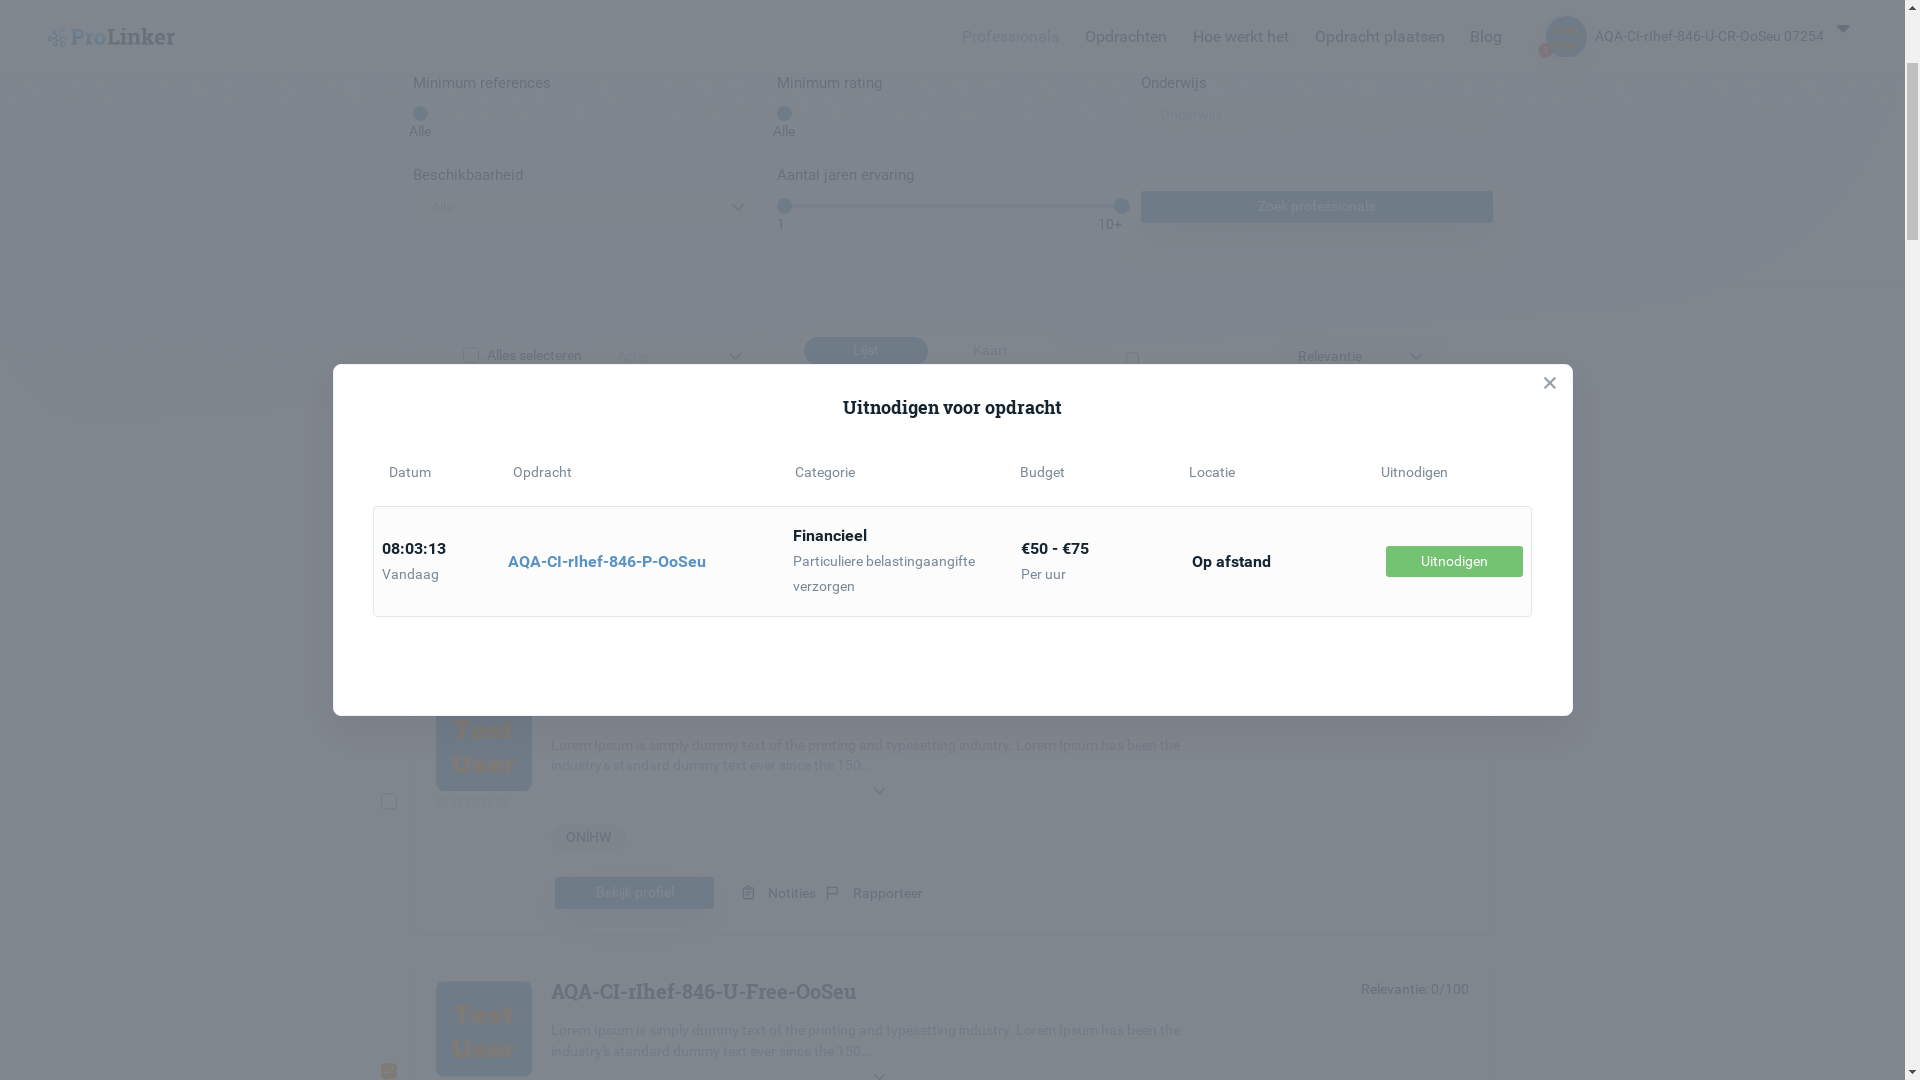 ProLinker
Professionals
Opdrachten
Hoe werkt het
Opdracht plaatsen
Blog
1
AQA-CI-rIhef-846-U-CR-OoSeu 07254
Minimum references
Minimum rating
Onderwijs
Alle
Alle
Onderwijs
Beschikbaarheid
Aantal jaren ervaring
Alle
1
10+
Zoek professionals
Alles selecteren
Actie
Lijst
Kaart
Relevantie
Uitnodigen voor opdracht
Datum
Opdracht
Categorie
Budget
Locatie
Uitnodigen
08:03:13
Vandaag
AQA-CI-rIhef-846-P-OoSeu
Financieel
Particuliere belastingaangifte
verzorgen
€50 - €75
Per uur
Op afstand
Uitnodigen
Test
User
Lorem Ipsum is simply dummy text of the printing and typesetting industry. Lorem Ipsum has been the
industry's standard dummy text ever since the 150...
ONlHW
Bekijk profiel
Notities
Rapporteer
Test
User
AQA-CI-rIhef-846-U-Free-OoSeu
Relevantie: 0/100
Lorem Ipsum is simply dummy text of the printing and typesetting industry. Lorem Ipsum has been the
industry's standard dummy text ever since the 150...